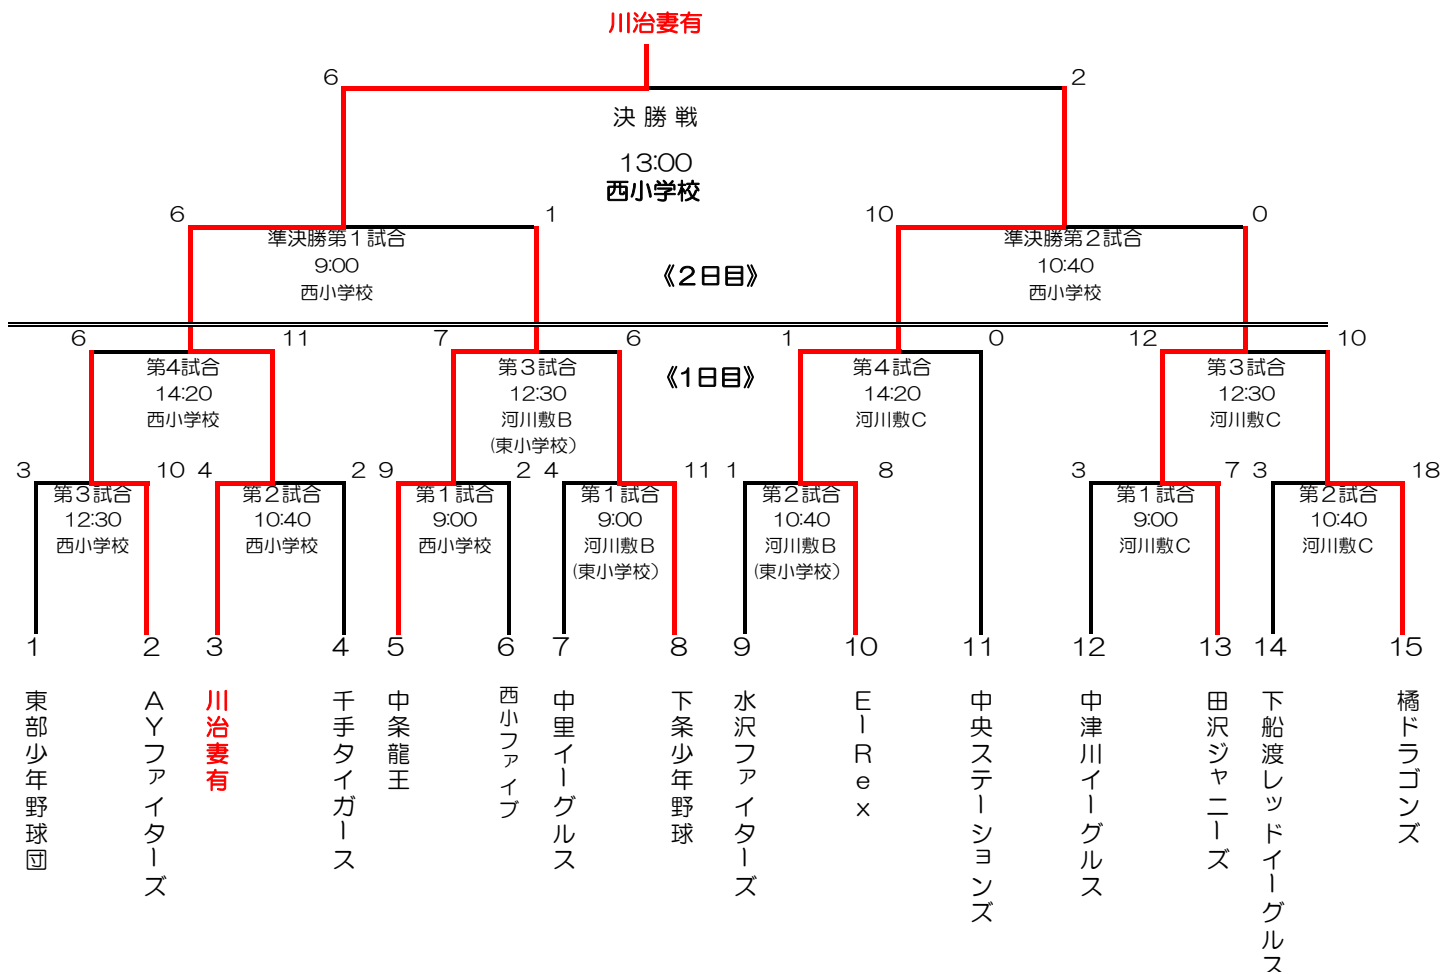 川治妻有
6
2
決勝戦
13:00
西小学校
6
1
10
0
準決勝第1試合
9:00
西小学校
準決勝第2試合
10:40
西小学校
《2日目》
6
11
7
6
1
0
12
10
第4試合
14:20
西小学校
第3試合
12:30
河川敷B
(東小学校)
《1日目》
第4試合
14:20
河川敷C
第3試合
12:30
河川敷C
3
10
4
2
9
2
4
11
1
8
3
7
3
18
第3試合
12:30
西小学校
第2試合
10:40
西小学校
第1試合
9:00
西小学校
第1試合
9:00
河川敷B
(東小学校)
第2試合
10:40
河川敷B
(東小学校)
第1試合
9:00
河川敷C
第2試合
10:40
河川敷C
1
2
3
4
5
6
7
8
9
10
11
12
13
14
15
東部少年野球団
AYファイターズ
川治妻有
千手タイガース
中条龍王
西小ファイブ
中里イーグルス
下条少年野球
水沢ファイターズ
E-Rex
中央ステーションズ
中津川イーグルス
田沢ジャニーズ
下船渡レッドイーグルス
橘ドラゴンズ